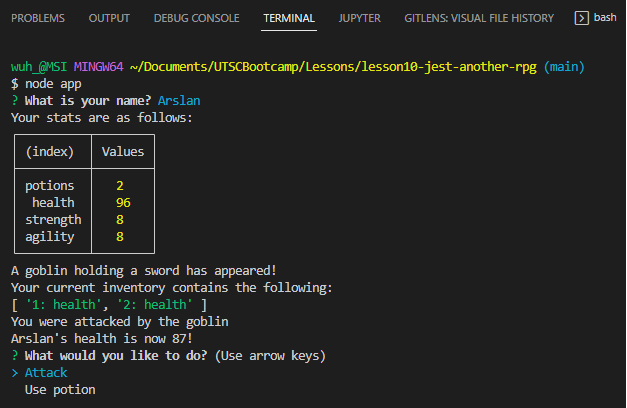 PROBLEMS OUTPUT DEBUG CONSOLE TERMINAL JUPYTER GITLENS: VISUAL FILE HISTORY bash
wuh_@MSI MINGW64 ~/Documents/UTSCBootcamp/Lessons/lesson10-jest-another-rpg (main)
$ node app
? What is your name? Arslan
Your stats are as follows:
(index) Values
potions 2
health 96
strength 8
agility 8
A goblin holding a sword has appeared!
Your current inventory contains the following:
[ '1: health', '2: health' ]
You were attacked by the goblin
Arslan's health is now 87!
? What would you like to do? (Use arrow keys)
> Attack
Use potion